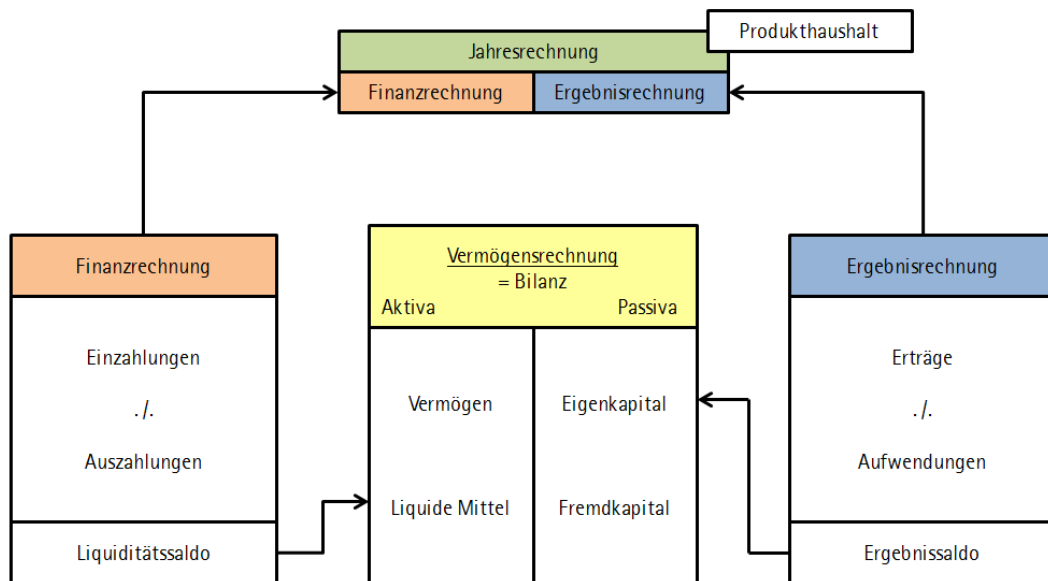 Produkthaushalt
Jahresrechnung
Finanzrechnung
Ergebnisrechnung
Finanzrechnung
Einzahlungen
./.
Auszahlungen
Liquiditätssaldo
Vermögensrechnung
= Bilanz
Aktiva
Passiva
Vermögen
Eigenkapital
Liquide Mittel
Fremdkapital
Ergebnisrechnung
Erträge
./.
Aufwendungen
Ergebnissaldo